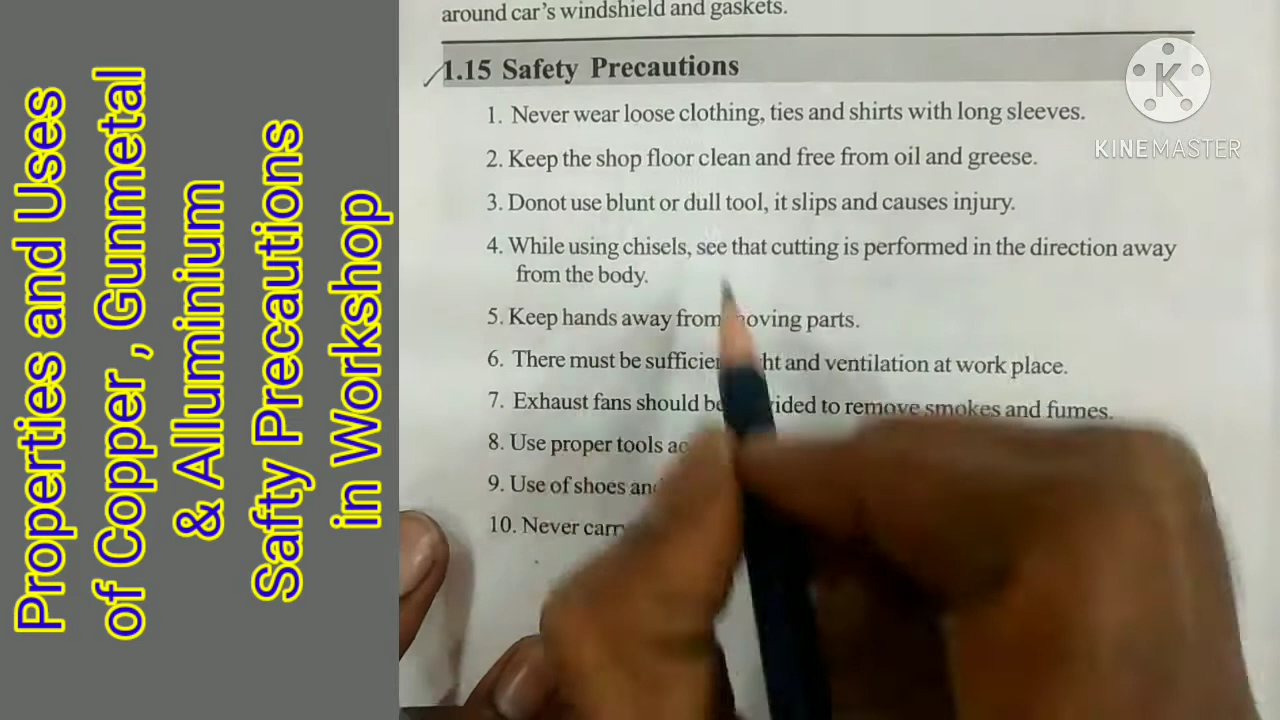 Properties and Uses
of Copper , Gunmetal
& Alluminium
Safty Precautions
in Workshop
around car's windshield and gaskets.
1.15 Safety Precautions
1. Never wear loose clothing, ties and shirts with long sleeves.
2. Keep the shop floor clean and free from oil and greese.
3. Donot use blunt or dull tool, it slips and causes injury.
4. While using chisels, see that cutting is performed in the direction away
from the body.
5. Keep hands away from moving parts.
6. There must be and ventilation at work place.
7. Exhaust fans should be to remove smokes and fumes.
8. Use proper tools
9. Use of shoes
10. Never
K
KINEMASTER